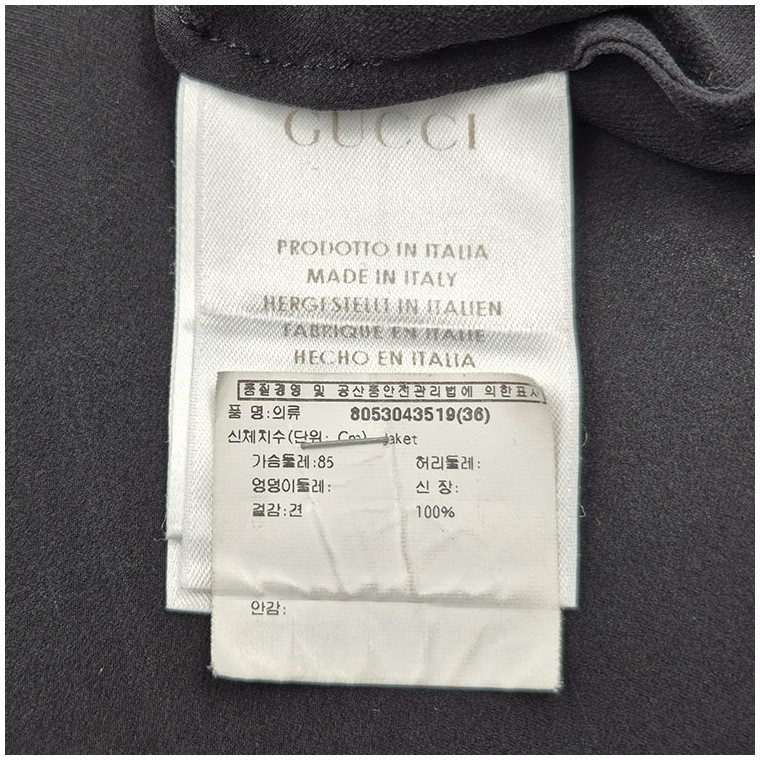 GUCCI
PRODOTTO IN ITALIA
MADE IN ITALY
HERGESTELLT IN ITALIEN
FABRIQUE EN ITALIE
HECHO EN ITALIA
품질경영 및 공산품안전관리법에 의한표시
품 명:의류 8053043519(36)
신체치수(단위: Cm) Jaket
가슴둘레:85 허리둘레:
엉덩이둘레: 신 장:
겉감:견 100%
안감: